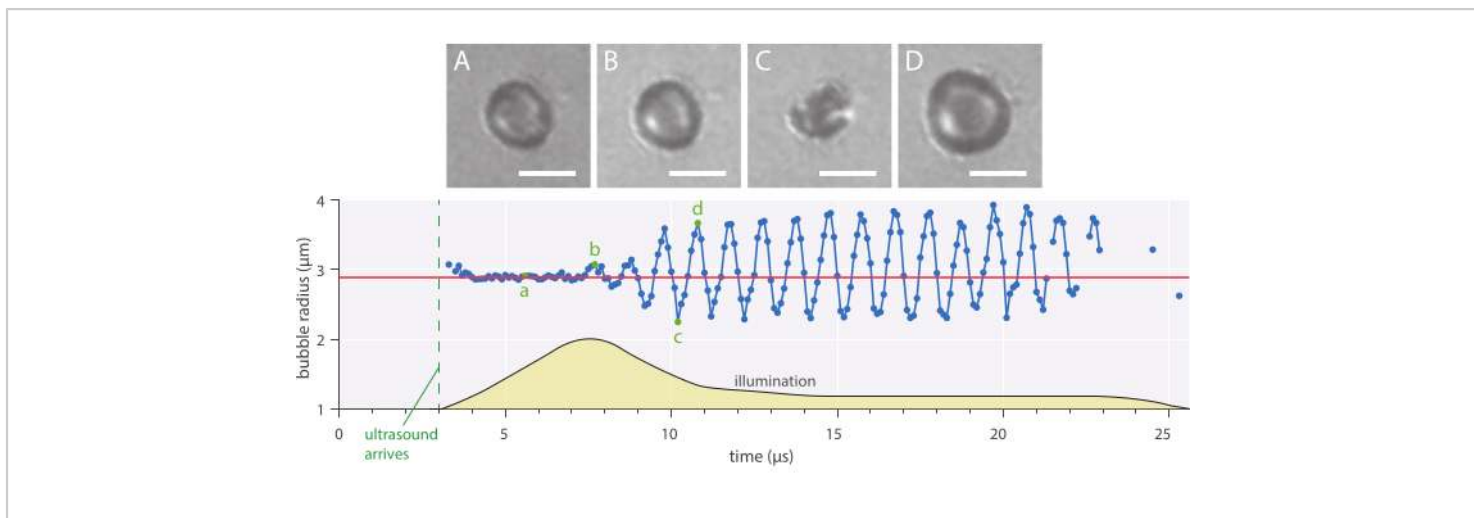 A B C D
4
3
2
1
bubble radius (μm)
a
b
c
d
illumination
0 5 10 15 20 25
ultrasound
arrives
time (μs)